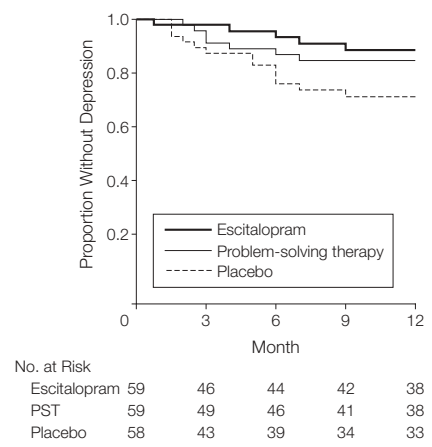 Proportion Without Depression
1.0
0.8
0.6
0.4
0.2
Escitalopram
Problem-solving therapy
Placebo
0 3 6 9 12
Month
No. at Risk
Escitalopram 59 46 44 42 38
PST 59 49 46 41 38
Placebo 58 43 39 34 33